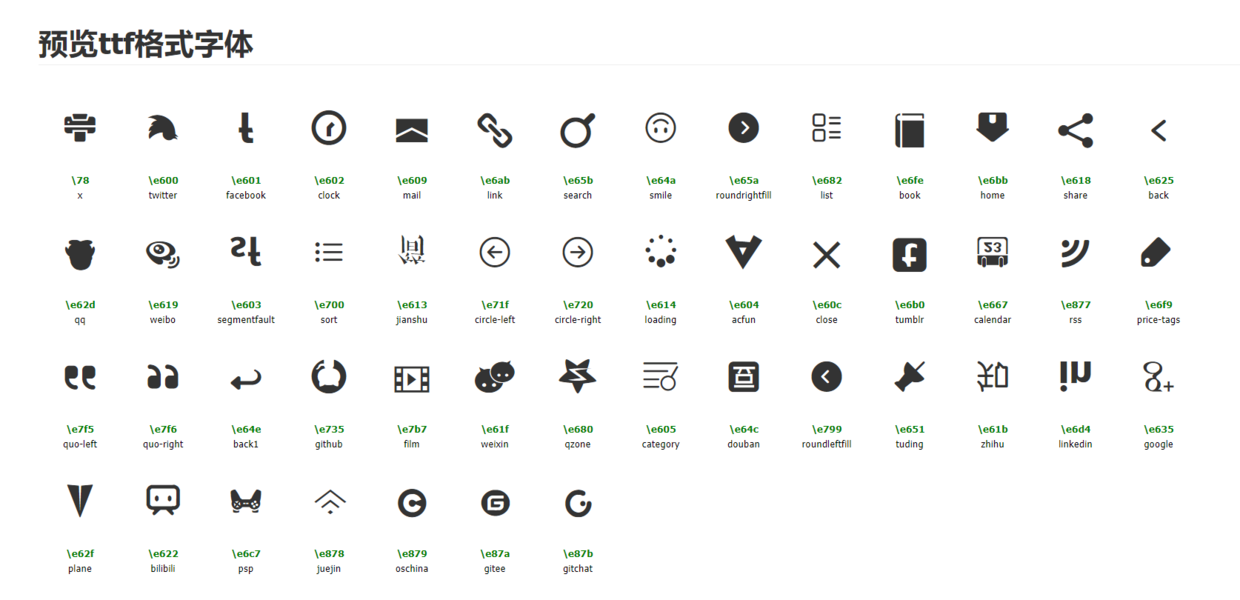 预览ttf格式字体
\78 \e600 \e601 \e602 \e609 \e6ab \e65b \e64a \e65a \e682 \e6fe \e6bb \e618 \e625
x twitter facebook clock mail link search smile roundrightfill list book home share back
\e62d \e619 \e603 \e700 \e613 \e71f \e720 \e614 \e604 \e60c \e6b0 \e667 \e877 \e6f9
qq weibo segmentfault sort jianshu circle-left circle-right loading acfun close tumblr calendar rss price-tags
\e7f5 \e7f6 \e64e \e735 \e7b7 \e61f \e680 \e605 \e64c \e799 \e651 \e61b \e6d4 \e635
quo-left quo-right back1 github film weixin qzone category douban roundleftfill tuding zhihu linkedin google
\e62f \e622 \e6c7 \e878 \e879 \e87a \e87b
plane bilibili psp juejin oschina gitee gitchat